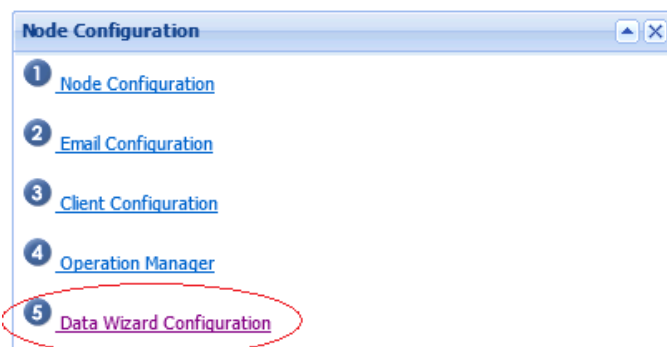 Node Configuration
1 Node Configuration
2 Email Configuration
3 Client Configuration
4 Operation Manager
5 Data Wizard Configuration